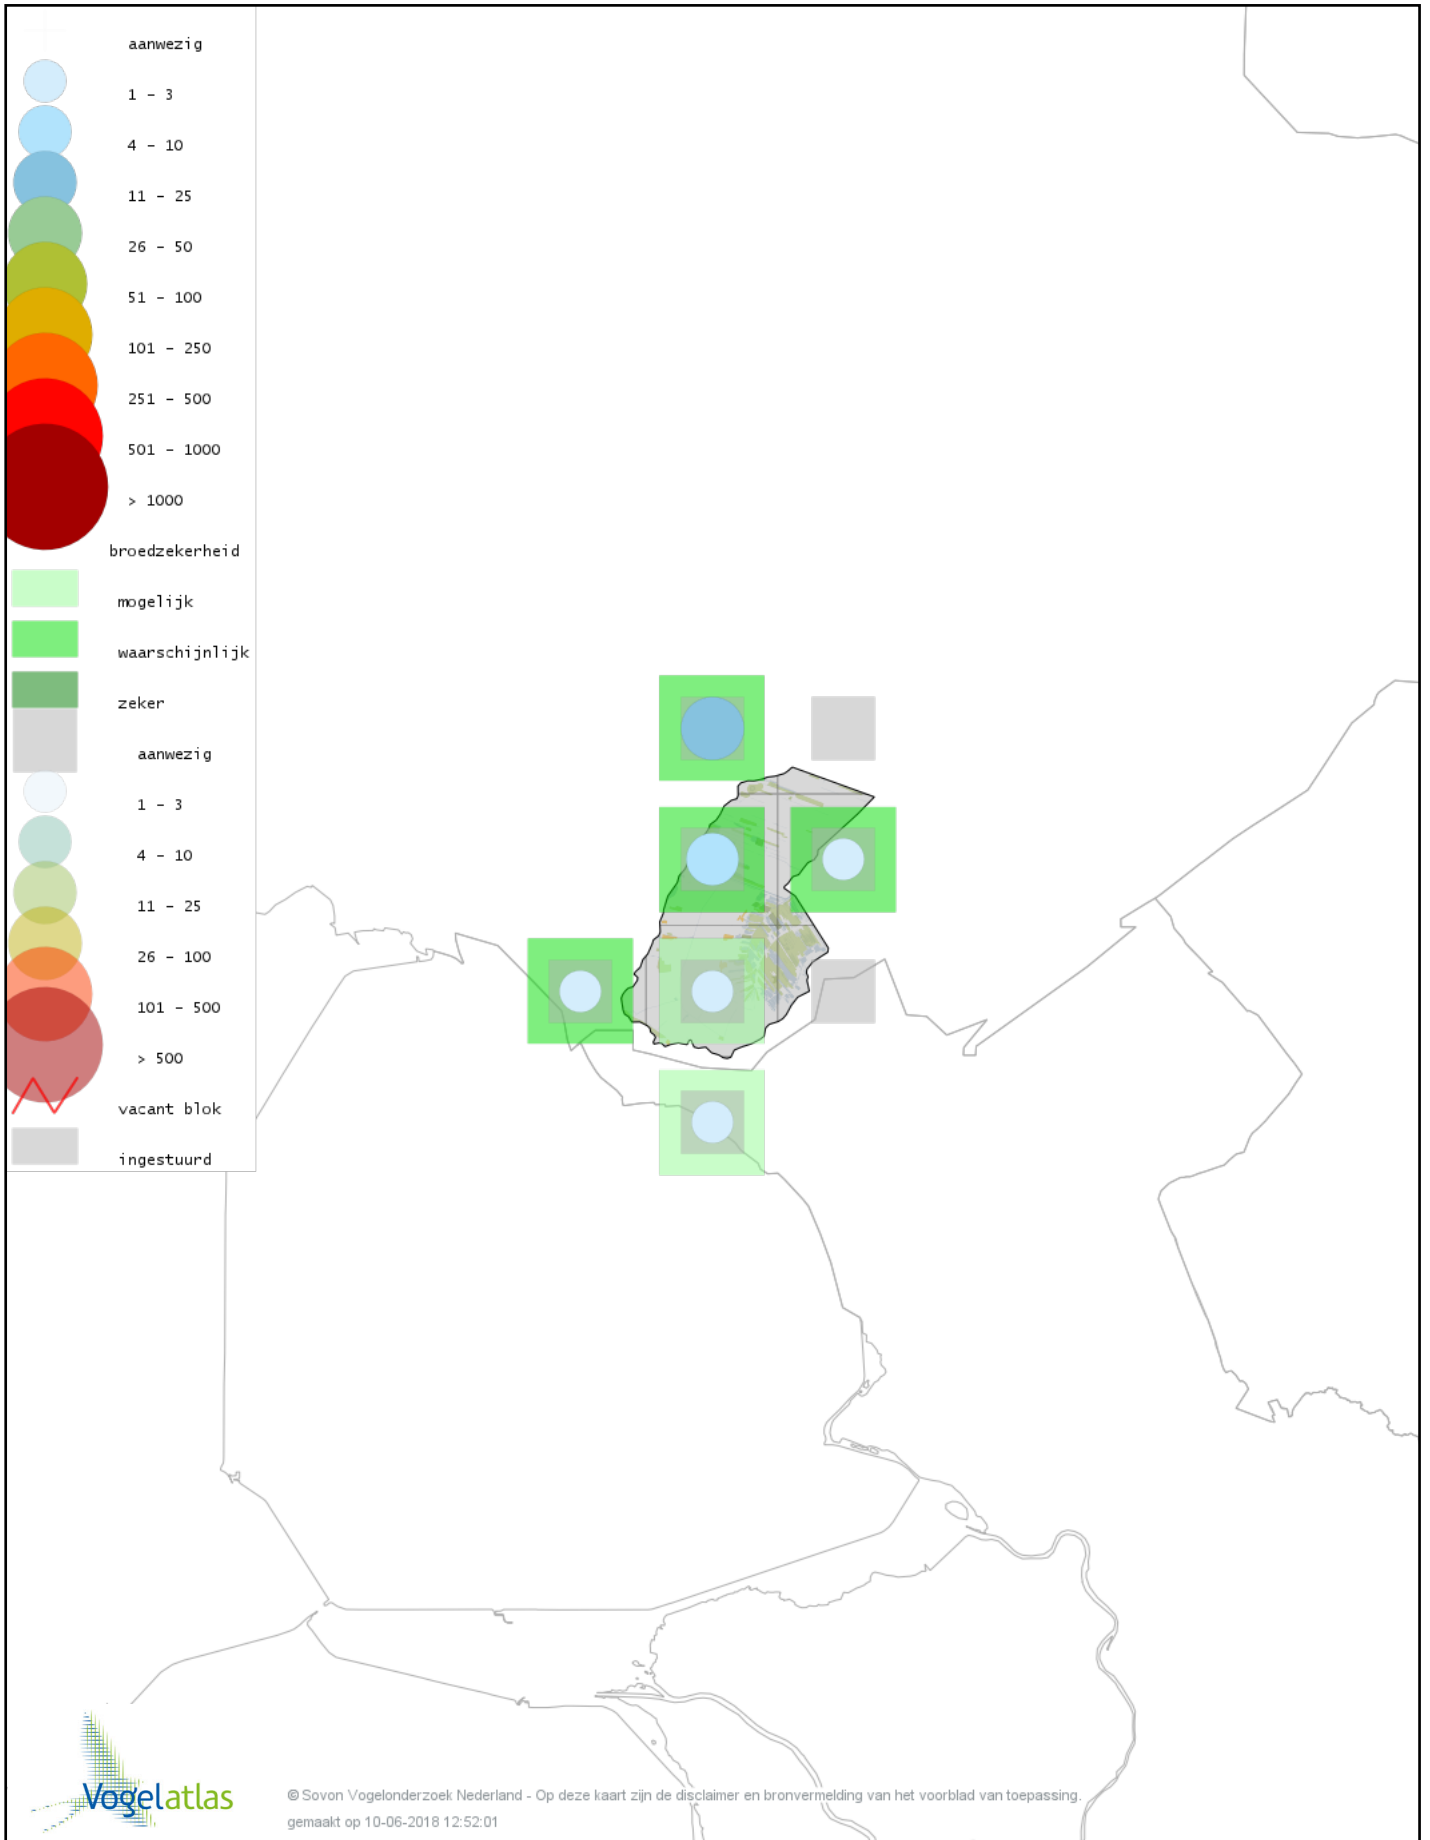 aanwezig
1 – 3
4 – 10
11 – 25
26 – 50
51 – 100
101 – 250
251 – 500
501 – 1000
> 1000
broedzekerheid
mogelijk
waarschijnlijk
zeker
aanwezig
1 – 3
4 – 10
11 – 25
26 – 100
101 – 500
> 500
vacant blok
ingestuurd
Vogelatlas
© Sovon Vogelonderzoek Nederland - Op deze kaart zijn de disclaimer en bronvermelding van het voorblad van toepassing.
gemaakt op 10-06-2018 12:52:01